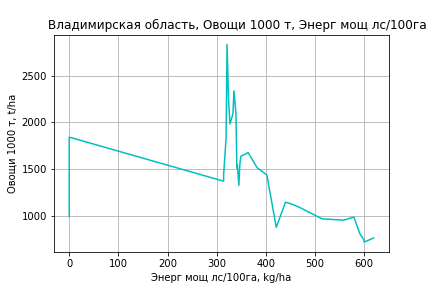 Владимирская область, Овощи 1000 т, Энерг мощ лс/100га
Овощи 1000 т, t/ha
2500
2000
1500
1000
0 100 200 300 400 500 600
Энерг мощ лс/100га, kg/ha